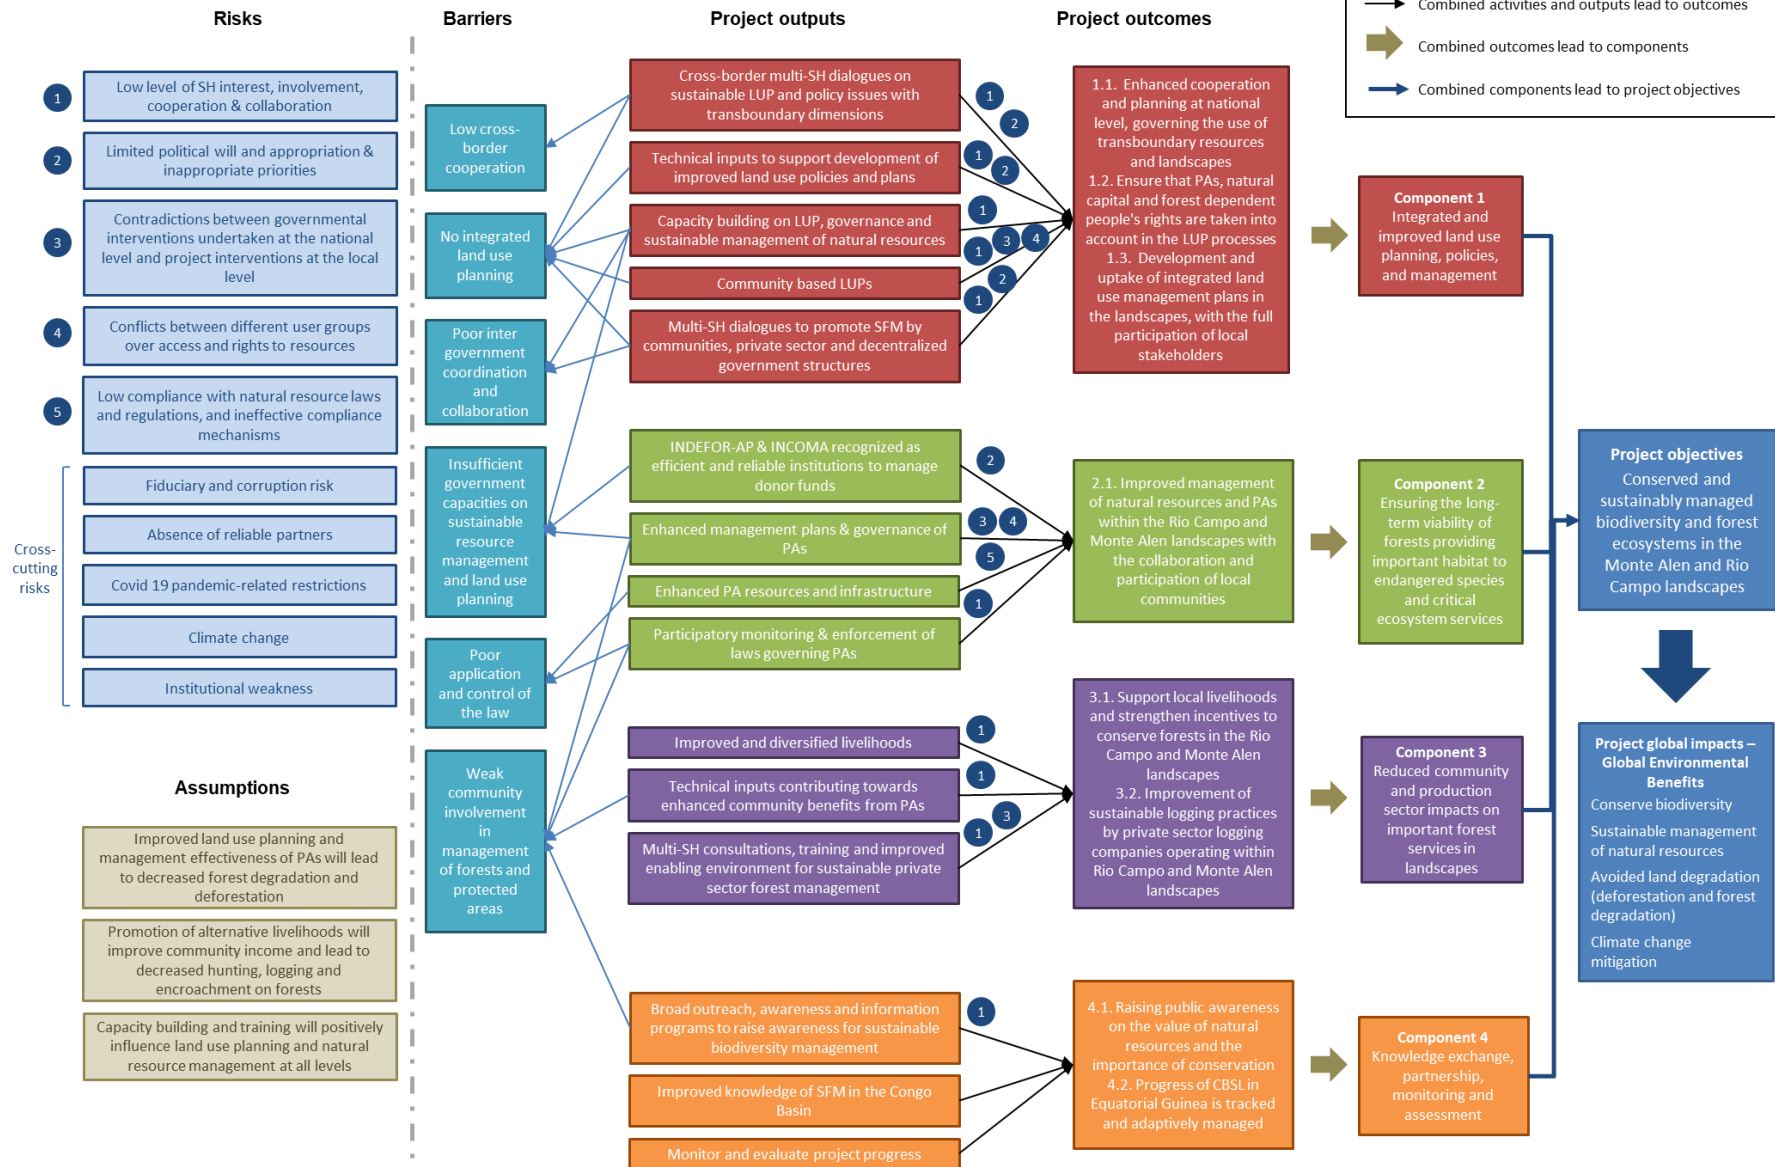 Risks
Barriers
Project outputs
Project outcomes
Combined activities and outputs lead to outcomes
Combined outcomes lead to components
Combined components lead to project objectives
1
Low level of SH interest, involvement,
cooperation & collaboration
2
Limited political will and appropriation &
inappropriate priorities
3
Contradictions between governmental
interventions undertaken at the national
level and project interventions at the local
level
4
Conflicts between different user groups
over access and rights to resources
5
Low compliance with natural resource laws
and regulations, and ineffective compliance
mechanisms
Cross-
cutting
risks
Fiduciary and corruption risk
Absence of reliable partners
Covid 19 pandemic-related restrictions
Climate change
Institutional weakness
Assumptions
Improved land use planning and
management effectiveness of PAs will lead
to decreased forest degradation and
deforestation
Promotion of alternative livelihoods will
improve community income and lead to
decreased hunting, logging and
encroachment on forests
Capacity building and training will positively
influence land use planning and natural
resource management at all levels
Low cross-
border
cooperation
No integrated
land use
planning
Poor inter
government
coordination
and
collaboration
Insufficient
government
capacities on
sustainable
resource
management
and land use
planning
Poor
application
and control of
the law
Weak
community
involvement
in
management
of forests and
protected
areas
Cross-border multi-SH dialogues on
sustainable LUP and policy issues with
transboundary dimensions
Technical inputs to support development of
improved land use policies and plans
Capacity building on LUP, governance and
sustainable management of natural resources
Community based LUPs
Multi-SH dialogues to promote SFM by
communities, private sector and decentralized
government structures
1
2
1
2
1
1
3
4
2
1
INDEFOR-AP & INCOMA recognized as
efficient and reliable institutions to manage
donor funds
Enhanced management plans & governance of
PAs
Enhanced PA resources and infrastructure
Participatory monitoring & enforcement of
laws governing PAs
2
3
4
5
1
Improved and diversified livelihoods
Technical inputs contributing towards
enhanced community benefits from PAs
Multi-SH consultations, training and improved
enabling environment for sustainable private
sector forest management
1
1
3
1
Broad outreach, awareness and information
programs to raise awareness for sustainable
biodiversity management
Improved knowledge of SFM in the Congo
Basin
Monitor and evaluate project progress
1
1.1. Enhanced cooperation
and planning at national
level, governing the use of
transboundary resources
and landscapes
1.2. Ensure that PAs, natural
capital and forest dependent
people's rights are taken into
account in the LUP processes
1.3. Development and
uptake of integrated land
use management plans in
the landscapes, with the full
participation of local
stakeholders
2.1. Improved management
of natural resources and PAs
within the Rio Campo and
Monte Alen landscapes with
the collaboration and
participation of local
communities
3.1. Support local livelihoods
and strengthen incentives to
conserve forests in the Rio
Campo and Monte Alen
landscapes
3.2. Improvement of
sustainable logging practices
by private sector logging
companies operating within
Rio Campo and Monte Alen
landscapes
4.1. Raising public awareness
on the value of natural
resources and the
importance of conservation
4.2. Progress of CBSL in
Equatorial Guinea is tracked
and adaptively managed
Component 1
Integrated and
improved land use
planning, policies,
and management
Component 2
Ensuring the long-
term viability of
forests providing
important habitat to
endangered species
and critical
ecosystem services
Component 3
Reduced community
and production
sector impacts on
important forest
services in
landscapes
Component 4
Knowledge exchange,
partnership,
monitoring and
assessment
Project objectives
Conserved and
sustainably managed
biodiversity and forest
ecosystems in the
Monte Alen and Rio
Campo landscapes
Project global impacts –
Global Environmental
Benefits
Conserve biodiversity
Sustainable management
of natural resources
Avoided land degradation
(deforestation and forest
degradation)
Climate change
mitigation